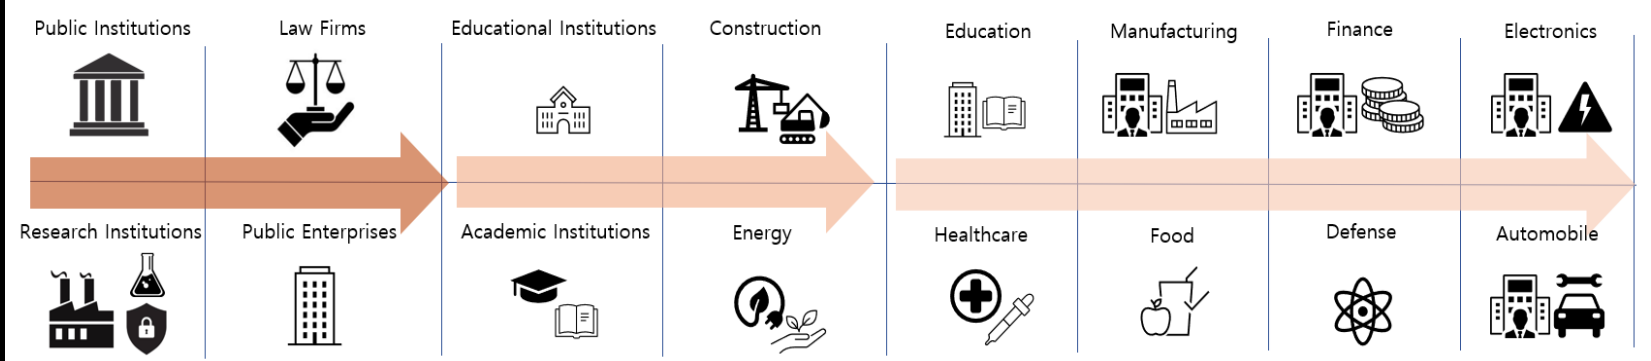 Public Institutions
Law Firms
Educational Institutions
Construction
Education
Manufacturing
Finance
Electronics
Research Institutions
Public Enterprises
Academic Institutions
Energy
Healthcare
Food
Defense
Automobile